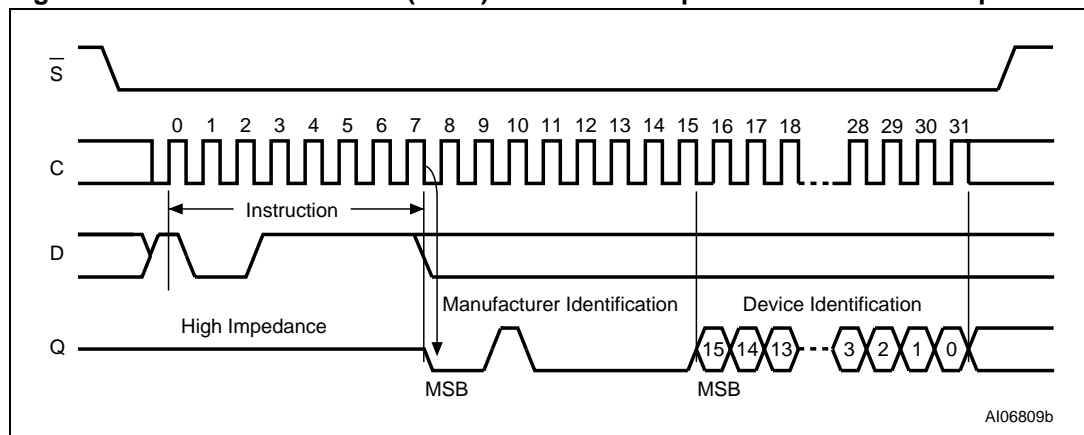 S
0 1 2 3 4 5 6 7 8 9 10 11 12 13 14 15 16 17 18 28 29 30 31
C
Instruction
D
Manufacturer Identification Device Identification
High Impedance
Q 15 14 13 3 2 1 0
MSB MSB
AI06809b